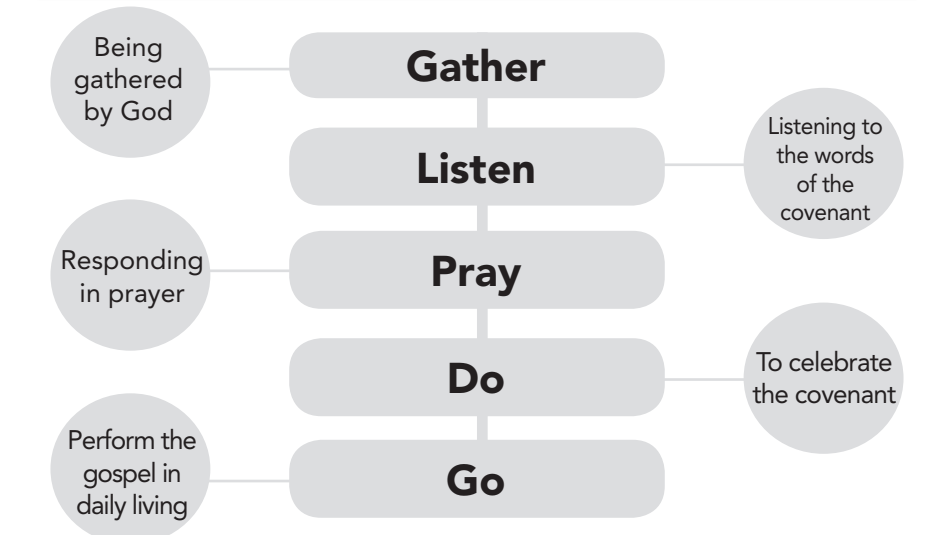 Being
gathered
by God
Gather
Listen
Listening to
the words
of the
covenant
Responding
in prayer
Pray
Do
To celebrate
the covenant
Perform the
gospel in
daily living
Go